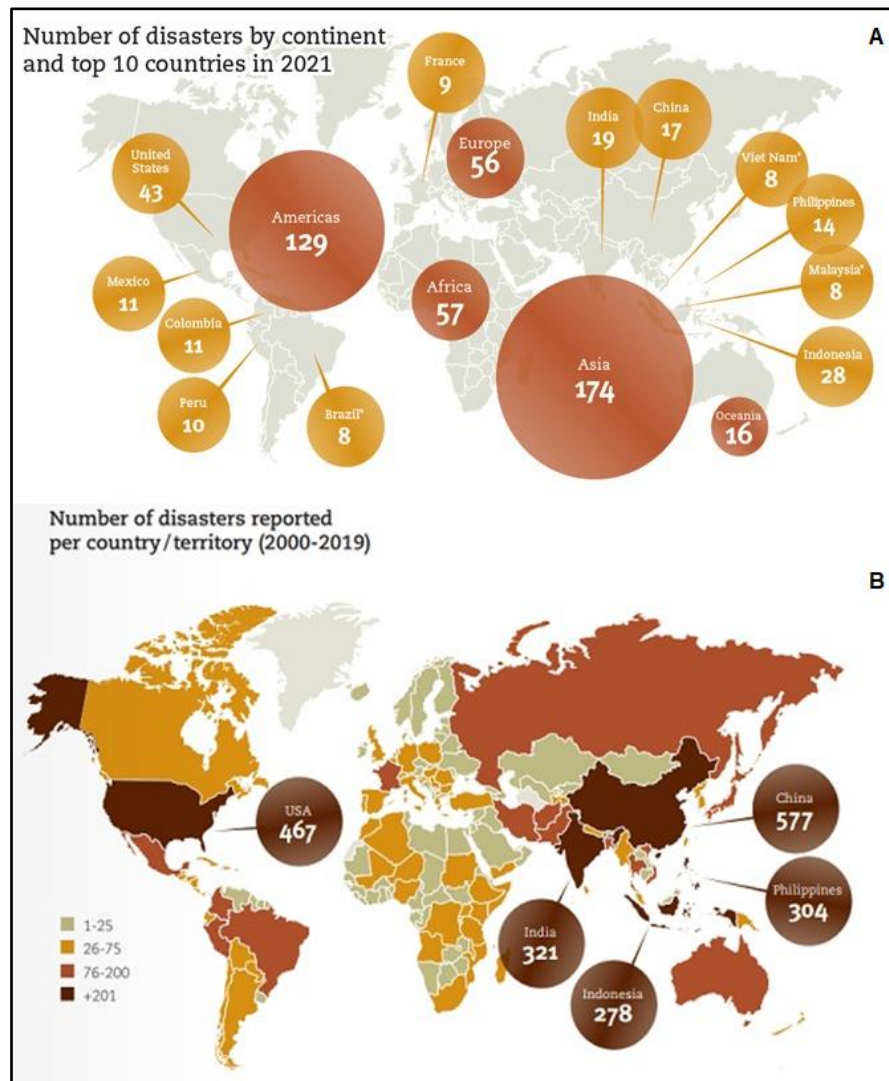 Number of disasters by continent
and top 10 countries in 2021
A
France
9
Europe
56
India
19
China
17
United
States
43
Viet Nam*
8
Americas
129
Philippines
14
Mexico
11
Africa
57
Malaysia*
8
Colombia
11
Asia
174
Indonesia
28
Peru
10
Brazil*
8
Oceania
16
Number of disasters reported
per country/territory (2000-2019)
B
USA
467
China
577
Philippines
304
India
321
Indonesia
278
1-25
26-75
76-200
+201